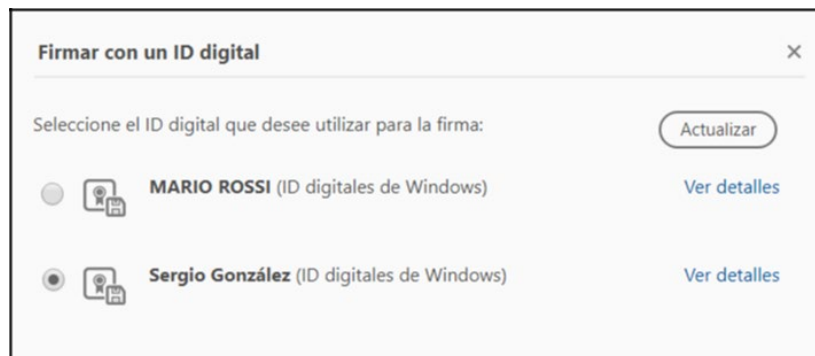 Firmar con un ID digital
Seleccione el ID digital que desee utilizar para la firma:
Actualizar
MARIO ROSSI (ID digitales de Windows)
Ver detalles
Sergio González (ID digitales de Windows)
Ver detalles